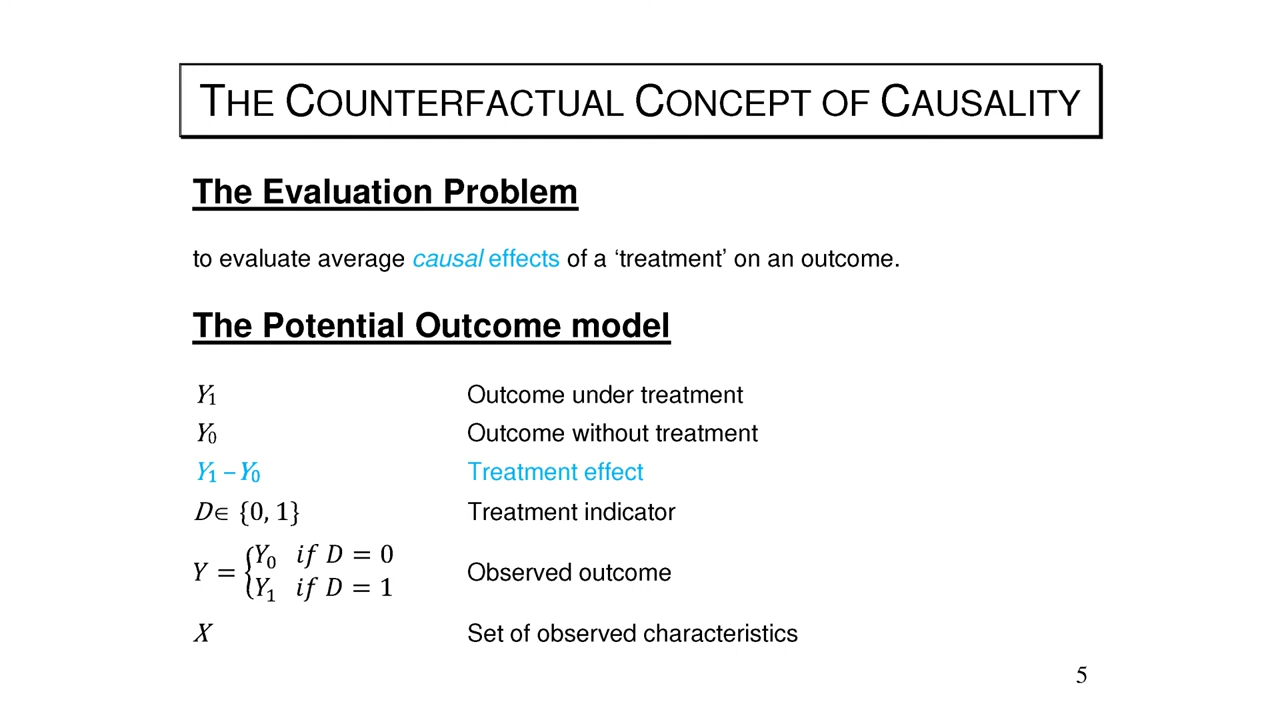 THE COUNTERFACTUAL CONCEPT OF CAUSALITY
The Evaluation Problem
to evaluate average causal effects of a ‘treatment’ on an outcome.
The Potential Outcome model
Y₁ Outcome under treatment
Y₀ Outcome without treatment
Y₁ – Y₀ Treatment effect
D∈ {0, 1} Treatment indicator
Y = { Y₀ if D = 0
Y₁ if D = 1 Observed outcome
X Set of observed characteristics
5